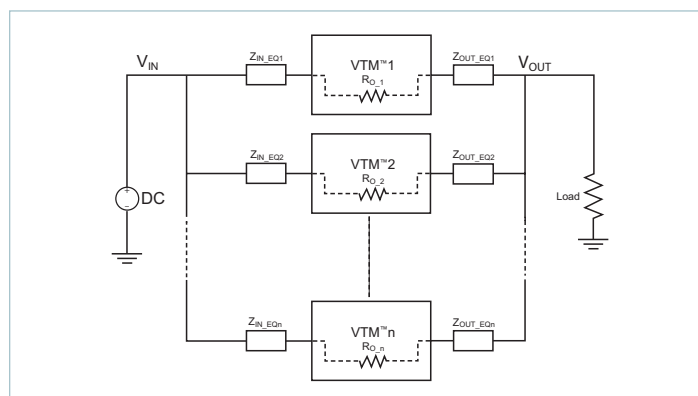 V_IN
Z_IN_EQ1
VTM™1
R_O_1
Z_OUT_EQ1
V_OUT
Z_IN_EQ2
VTM™2
R_O_2
Z_OUT_EQ2
+
DC
–
Load
Z_IN_EQn
VTM™n
R_O_n
Z_OUT_EQn